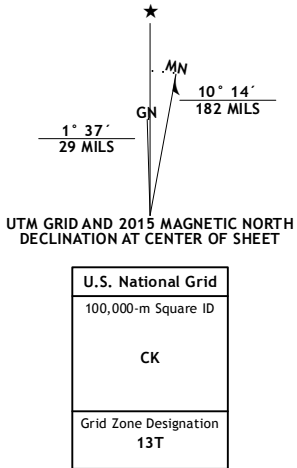 ★
MN
GN
1° 37´
29 MILS
10° 14´
182 MILS
UTM GRID AND 2015 MAGNETIC NORTH
DECLINATION AT CENTER OF SHEET
U.S. National Grid
100,000-m Square ID
CK
Grid Zone Designation
13T